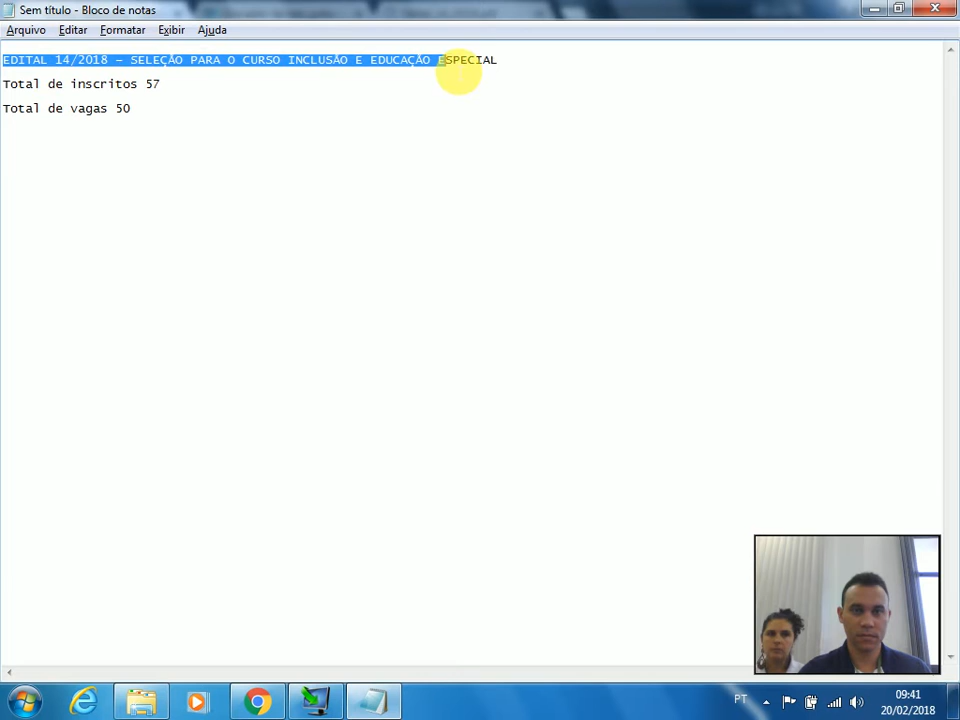 Sem título - Bloco de notas
Arquivo Editar Formatar Exibir Ajuda
EDITAL 14/2018 – SELEÇÃO PARA O CURSO INCLUSÃO E EDUCAÇÃO ESPECIAL
Total de inscritos 57
Total de vagas 50
PT
09:41
20/02/2018